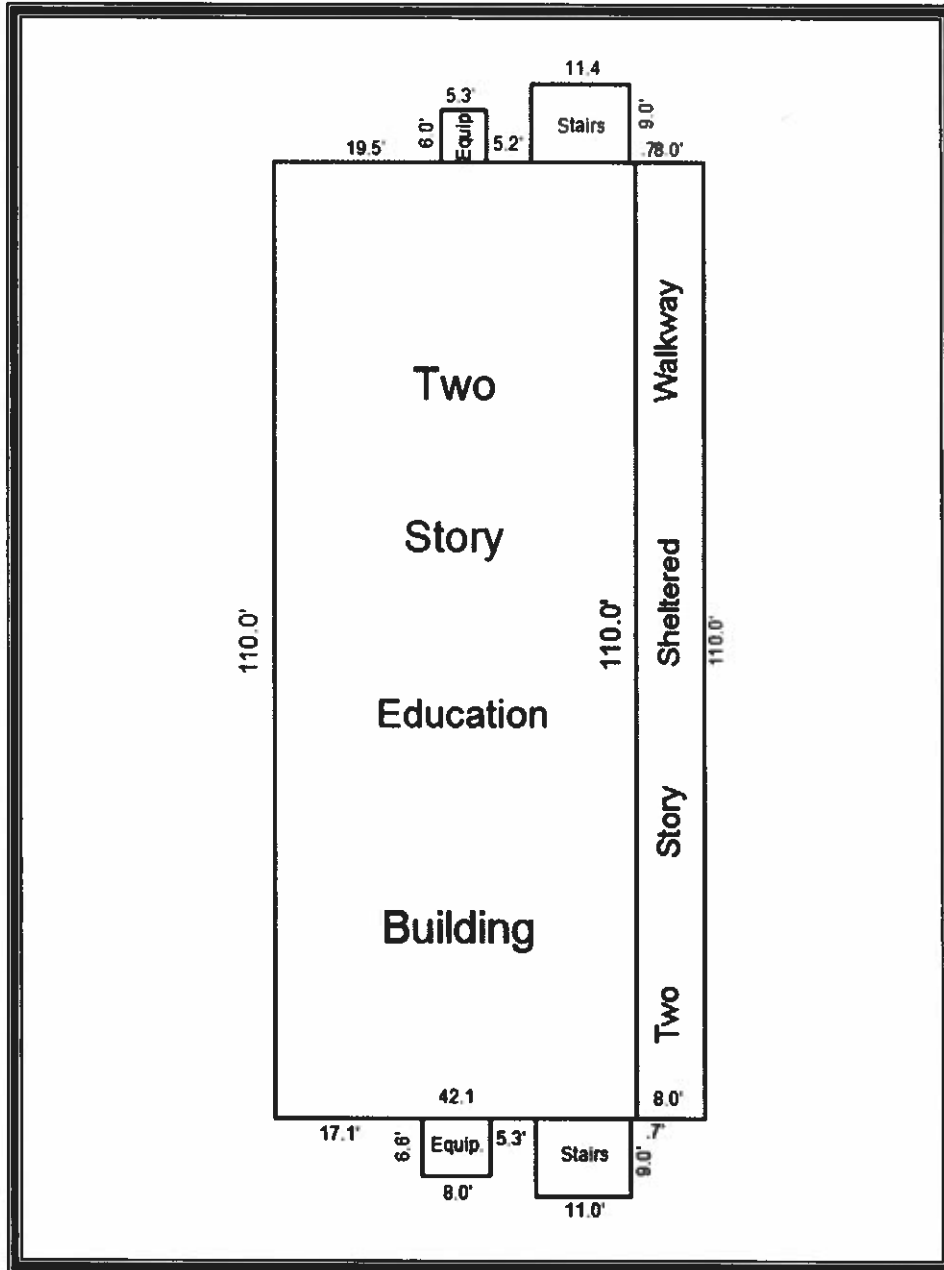 11.4
5.3'
6.0'
Equip
5.2'
Stairs
9.0'
19.5'
.7'
8.0'
Two
Story
Education
Building
110.0'
110.0'
110.0'
Two Story Sheltered Walkway
42.1
8.0'
17.1'
6.6'
Equip.
5.3'
Stairs
.7'
9.0'
8.0'
11.0'